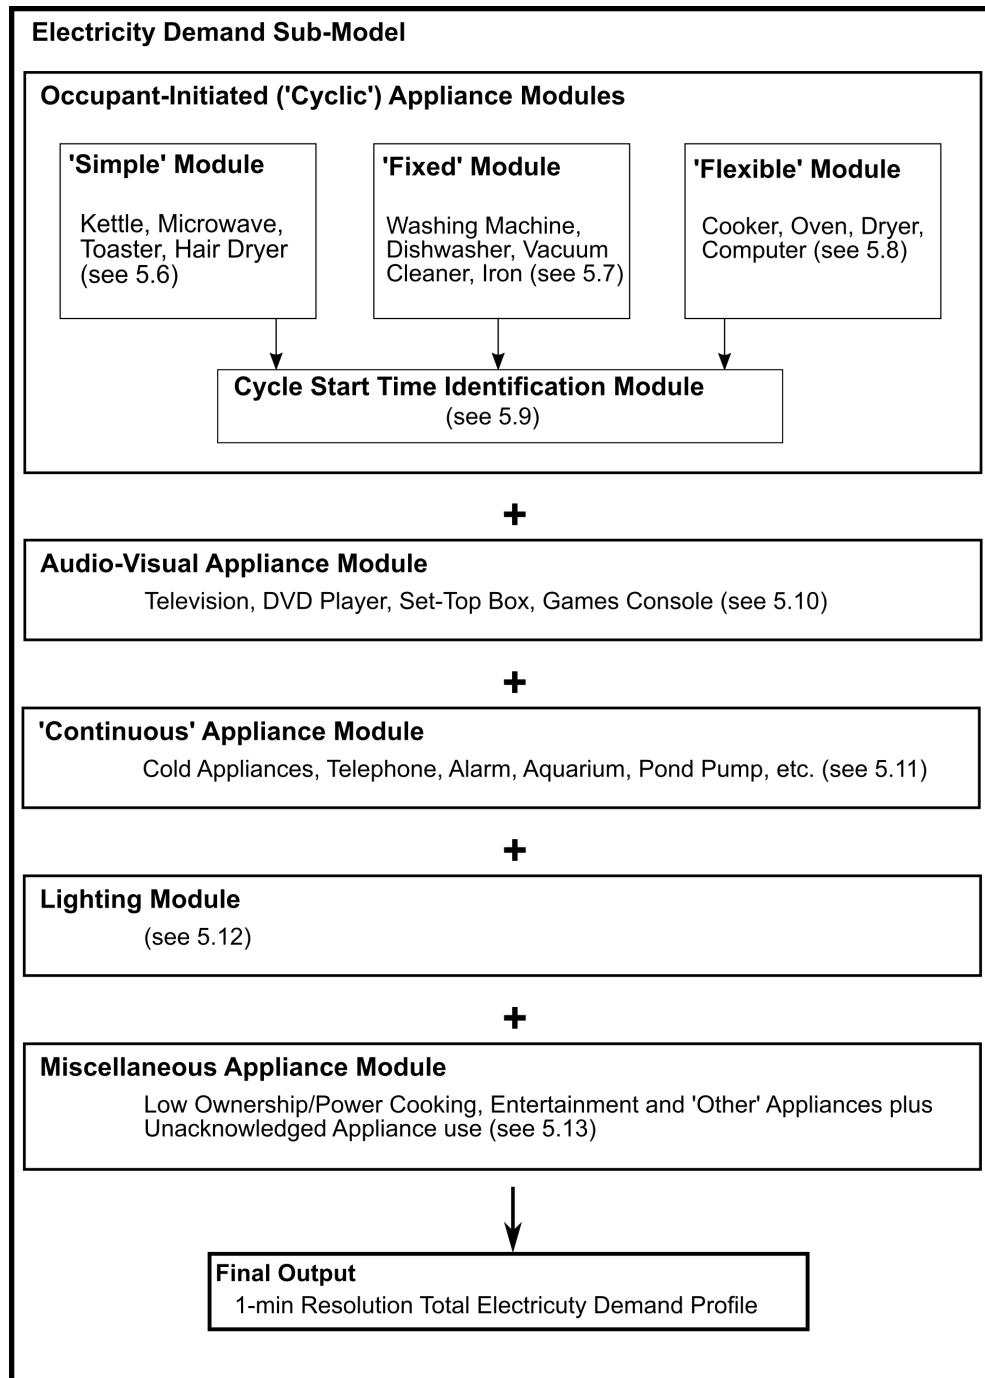 Electricity Demand Sub-Model
Occupant-Initiated ('Cyclic') Appliance Modules
'Simple' Module
Kettle, Microwave,
Toaster, Hair Dryer
(see 5.6)
'Fixed' Module
Washing Machine,
Dishwasher, Vacuum
Cleaner, Iron (see 5.7)
'Flexible' Module
Cooker, Oven, Dryer,
Computer (see 5.8)
Cycle Start Time Identification Module
(see 5.9)
+
Audio-Visual Appliance Module
Television, DVD Player, Set-Top Box, Games Console (see 5.10)
+
'Continuous' Appliance Module
Cold Appliances, Telephone, Alarm, Aquarium, Pond Pump, etc. (see 5.11)
+
Lighting Module
(see 5.12)
+
Miscellaneous Appliance Module
Low Ownership/Power Cooking, Entertainment and 'Other' Appliances plus
Unacknowledged Appliance use (see 5.13)
Final Output
1-min Resolution Total Electricuty Demand Profile